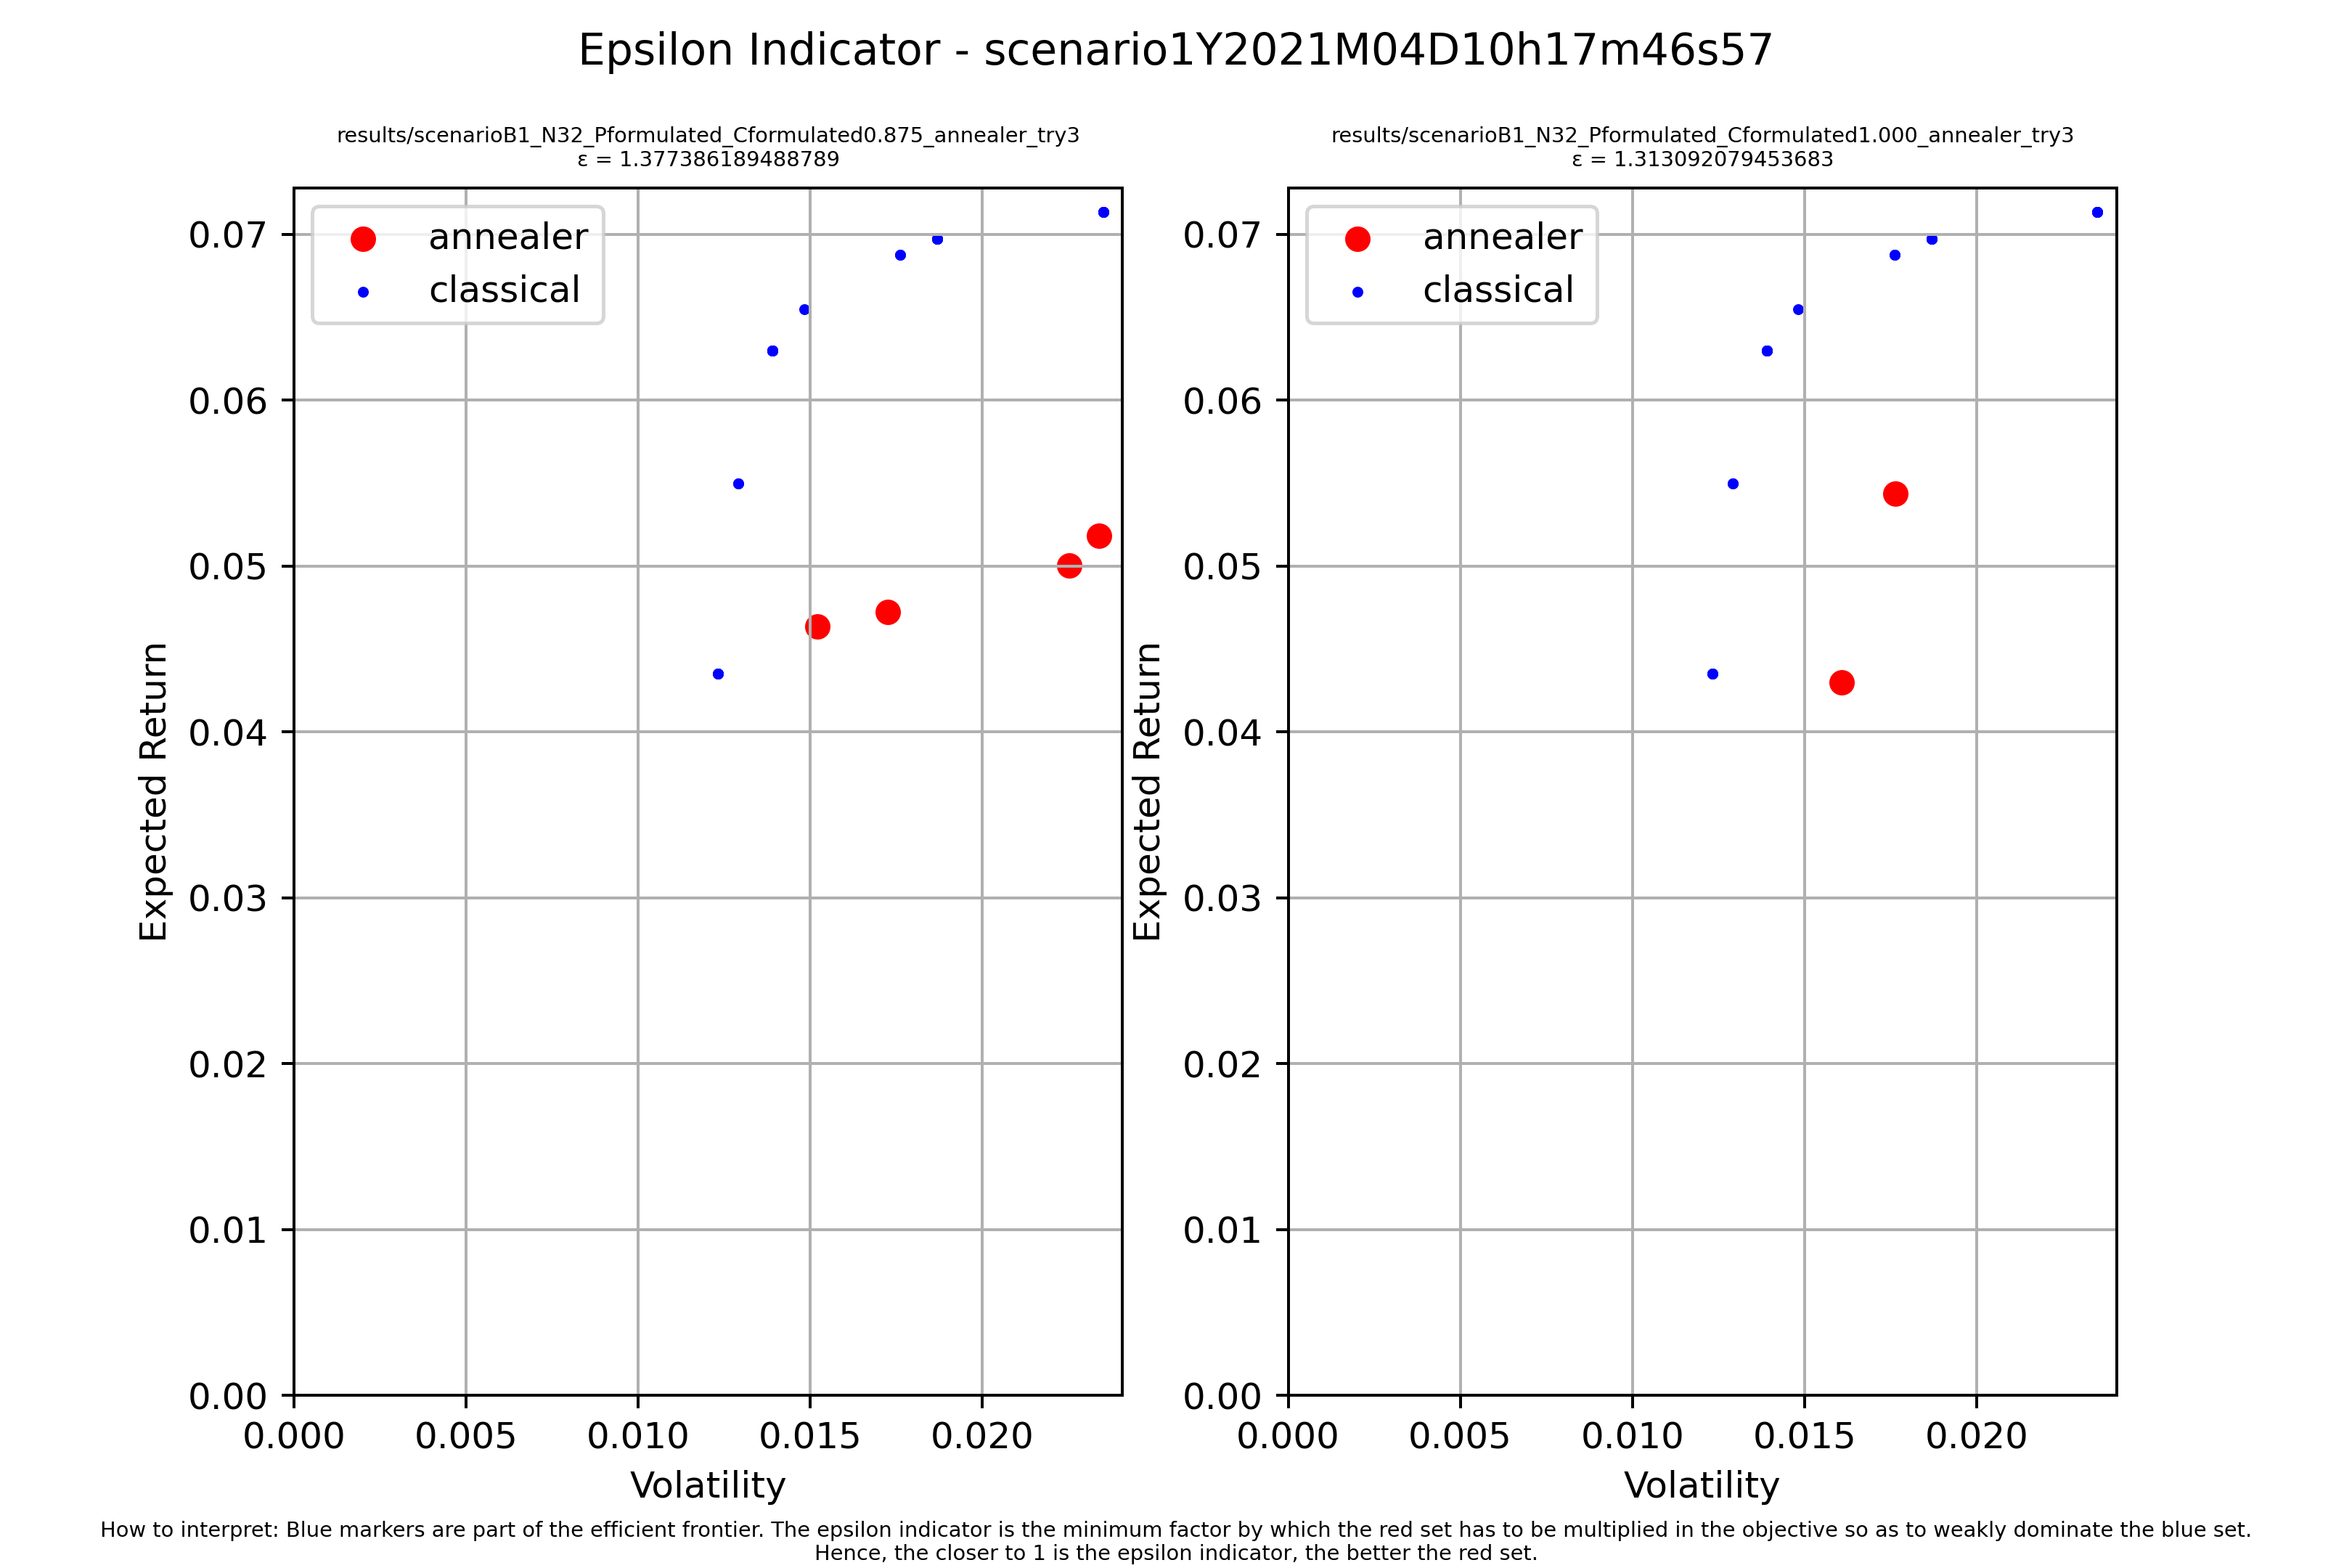 Epsilon Indicator - scenario1Y2021M04D10h17m46s57
results/scenarioB1_N32_Pformulated_Cformulated0.875_annealer_try3
ε = 1.377386189488789
annealer
classical
0.07
0.06
0.05
0.04
0.03
0.02
0.01
0.00
Expected Return
0.000 0.005 0.010 0.015 0.020
Volatility
results/scenarioB1_N32_Pformulated_Cformulated1.000_annealer_try3
ε = 1.313092079453683
annealer
classical
0.07
0.06
0.05
0.04
0.03
0.02
0.01
0.00
Expected Return
0.000 0.005 0.010 0.015 0.020
Volatility
How to interpret: Blue markers are part of the efficient frontier. The epsilon indicator is the minimum factor by which the red set has to be multiplied in the objective so as to weakly dominate the blue set.
Hence, the closer to 1 is the epsilon indicator, the better the red set.